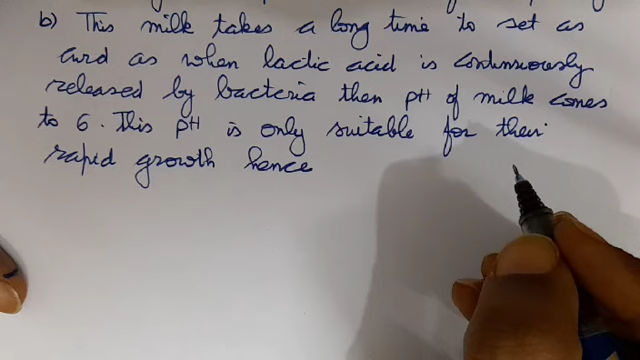 b) This milk takes a long time to set as
curd as when lactic acid is continuously
released by bacteria then pH of milk comes
to 6. This pH is only suitable for their
rapid growth hence